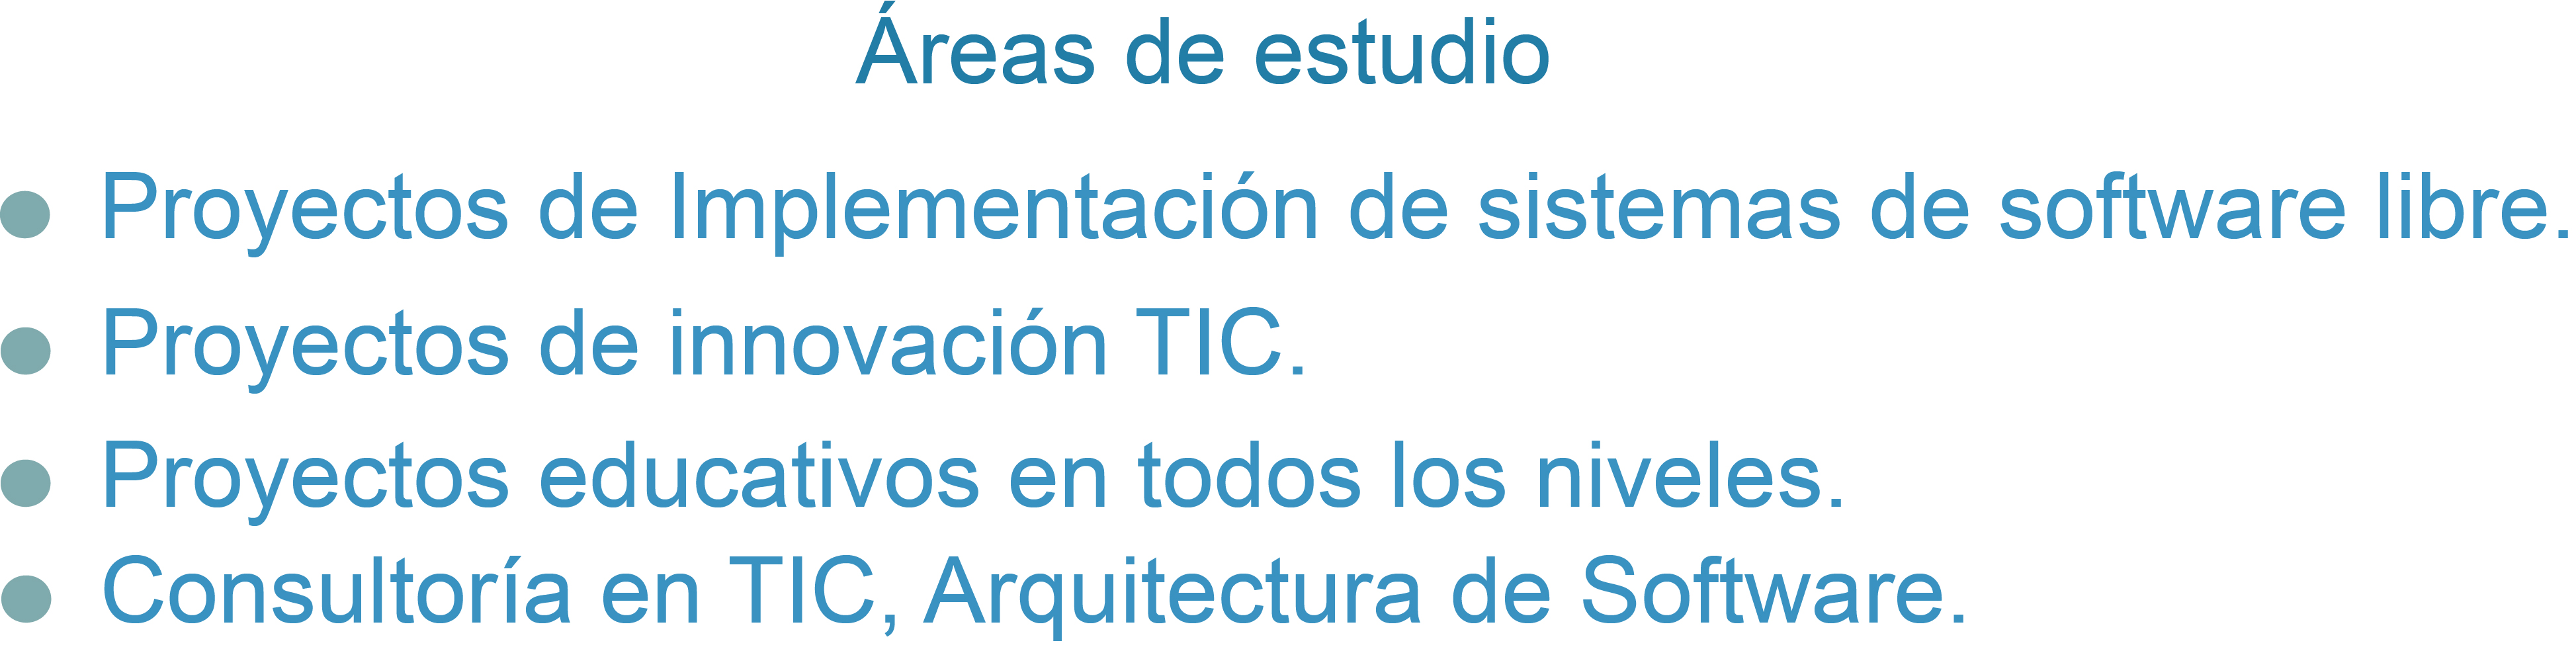 Áreas de estudio
● Proyectos de Implementación de sistemas de software libre.
● Proyectos de innovación TIC.
● Proyectos educativos en todos los niveles.
● Consultoría en TIC, Arquitectura de Software.